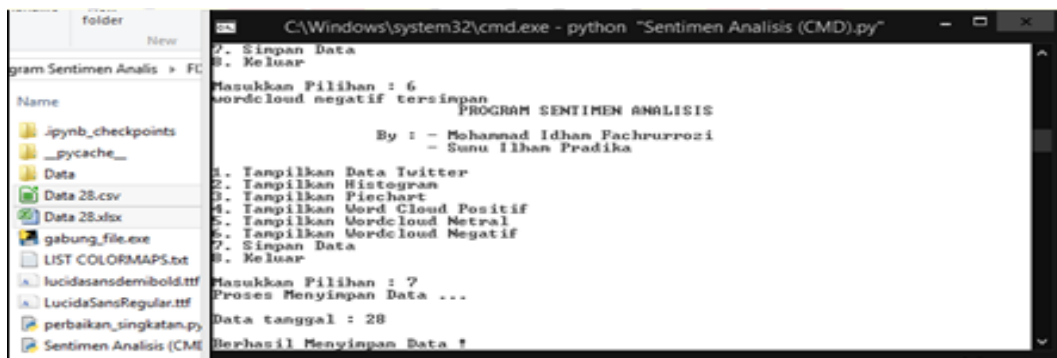 folder
New
gram Sentimen Analis
Name
.ipynb_checkpoints
__pycache__
Data
Data 28.csv
Data 28.xlsx
gabung_file.exe
LIST COLORMAPS.txt
lucidasansdemibold.ttf
LucidaSansRegular.ttf
perbaikan_singkatan.py
Sentimen Analisis (CMD
C:\Windows\system32\cmd.exe - python "Sentimen Analisis (CMD).py"
7. Simpan Data
8. Keluar
Masukkan Pilihan : 6
wordcloud negatif tersimpan
PROGRAM SENTIMEN ANALISIS
By : - Mohammad Idham Fachrurrozi
- Sunu Ilham Pradika
1. Tampilkan Data Twitter
2. Tampilkan Histogram
3. Tampilkan Piechart
4. Tampilkan Word Cloud Positif
5. Tampilkan Wordcloud Netral
6. Tampilkan Wordcloud Negatif
7. Simpan Data
8. Keluar
Masukkan Pilihan : 7
Proses Menyimpan Data ...
Data tanggal : 28
Berhasil Menyimpan Data !